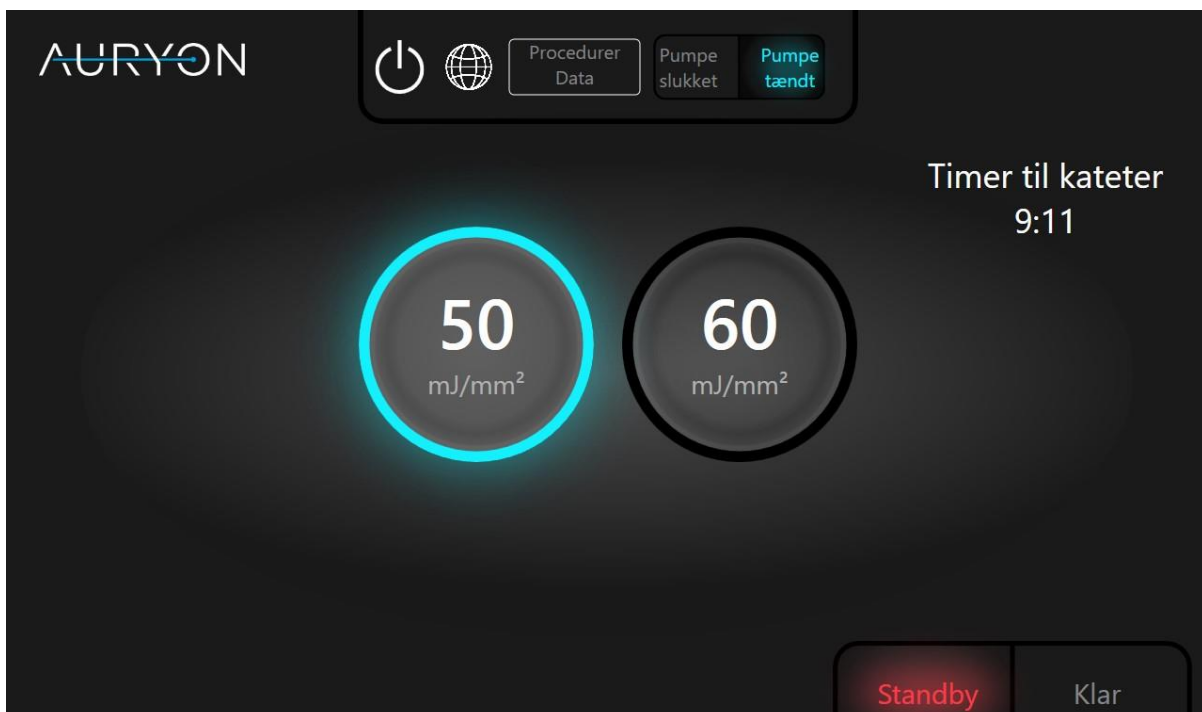 AURYON
Procedurer
Data
Pumpe
slukket
Pumpe
tændt
Timer til kateter
9:11
50
mJ/mm²
60
mJ/mm²
Standby
Klar